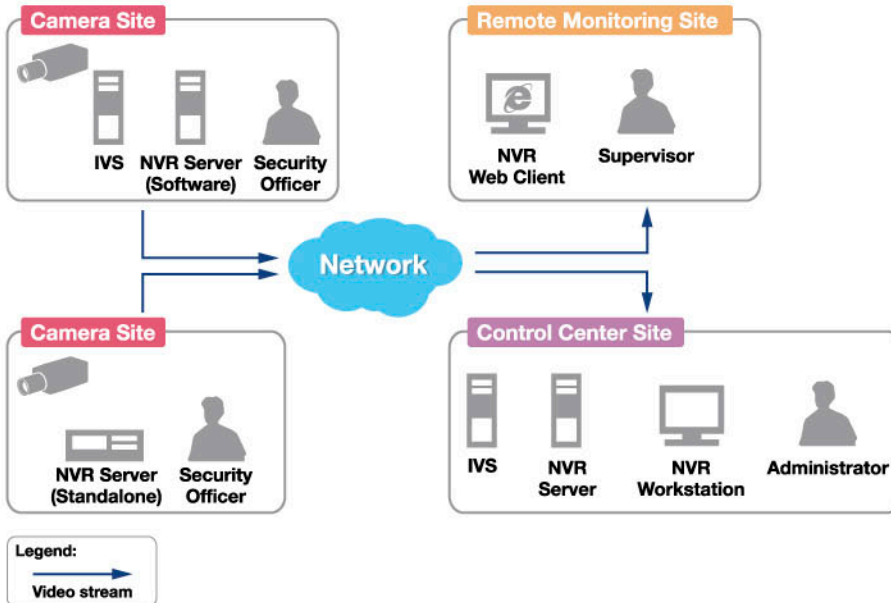 Camera Site
IVS
NVR Server
(Software)
Security
Officer
Remote Monitoring Site
NVR
Web Client
Supervisor
Network
Camera Site
NVR Server
(Standalone)
Security
Officer
Control Center Site
IVS
NVR
Server
NVR
Workstation
Administrator
Legend:
Video stream